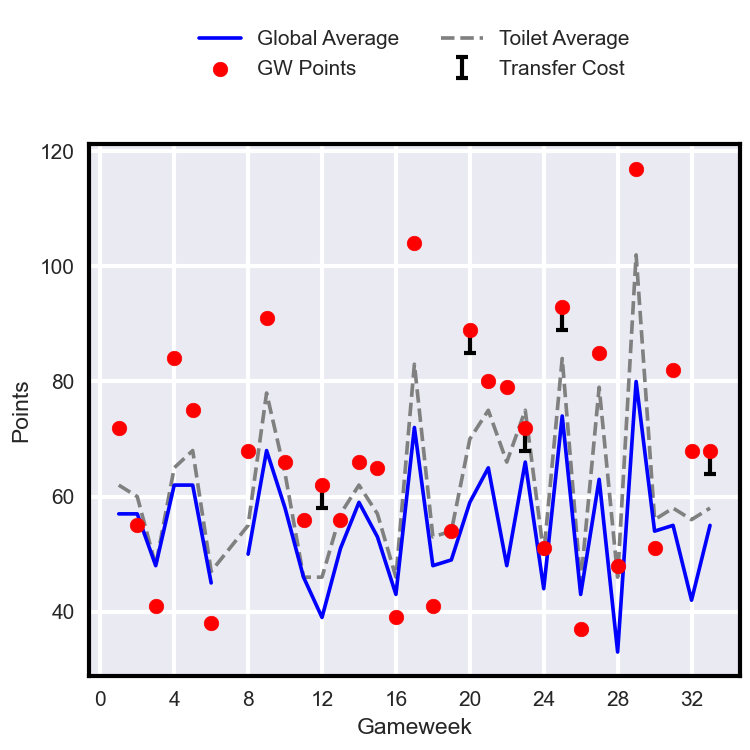 Global Average
Toilet Average
GW Points
Transfer Cost
120
100
80
60
40
Points
0 4 8 12 16 20 24 28 32
Gameweek